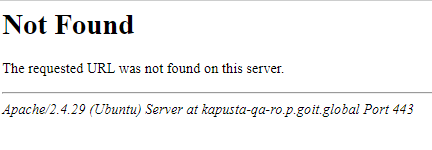 Not Found
The requested URL was not found on this server.
Apache/2.4.29 (Ubuntu) Server at kapusta-qa-ro.p.goit.global Port 443